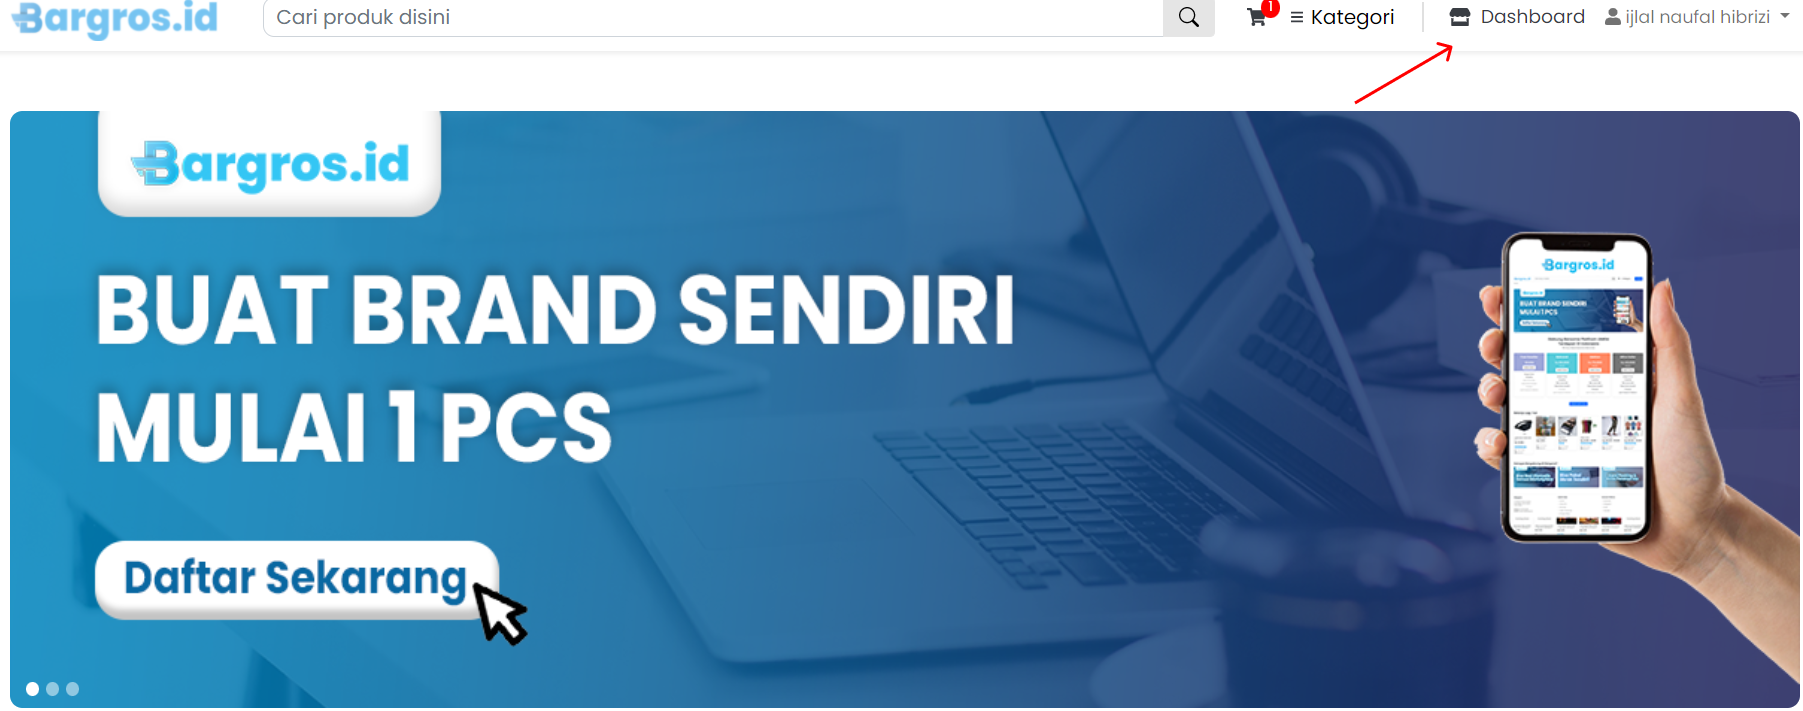 Bargros.id
Cari produk disini
1
Kategori
Dashboard
ijlal naufal hibrizi
Bargros.id
BUAT BRAND SENDIRI
MULAI 1 PCS
Daftar Sekarang
Bargros.id
BUAT BRAND SENDIRI
MULAI 1 PCS